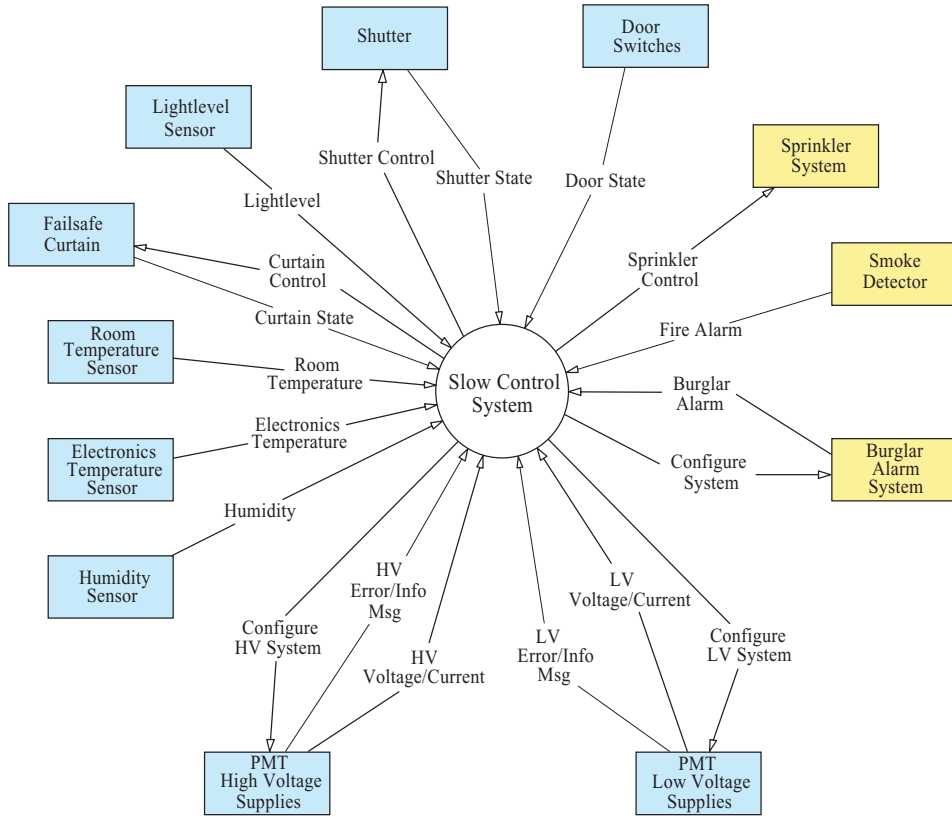 Shutter
Door
Switches
Lightlevel
Sensor
Sprinkler
System
Shutter Control
Shutter State
Door State
Lightlevel
Failsafe
Curtain
Curtain
Control
Sprinkler
Control
Smoke
Detector
Curtain State
Fire Alarm
Room
Temperature
Sensor
Room
Temperature
Slow Control
System
Burglar
Alarm
Electronics
Temperature
Electronics
Temperature
Sensor
Configure
System
Burglar
Alarm
System
Humidity
Humidity
Sensor
HV
Error/Info
Msg
LV
Voltage/Current
Configure
HV System
HV
Voltage/Current
LV
Error/Info
Msg
Configure
LV System
PMT
High Voltage
Supplies
PMT
Low Voltage
Supplies